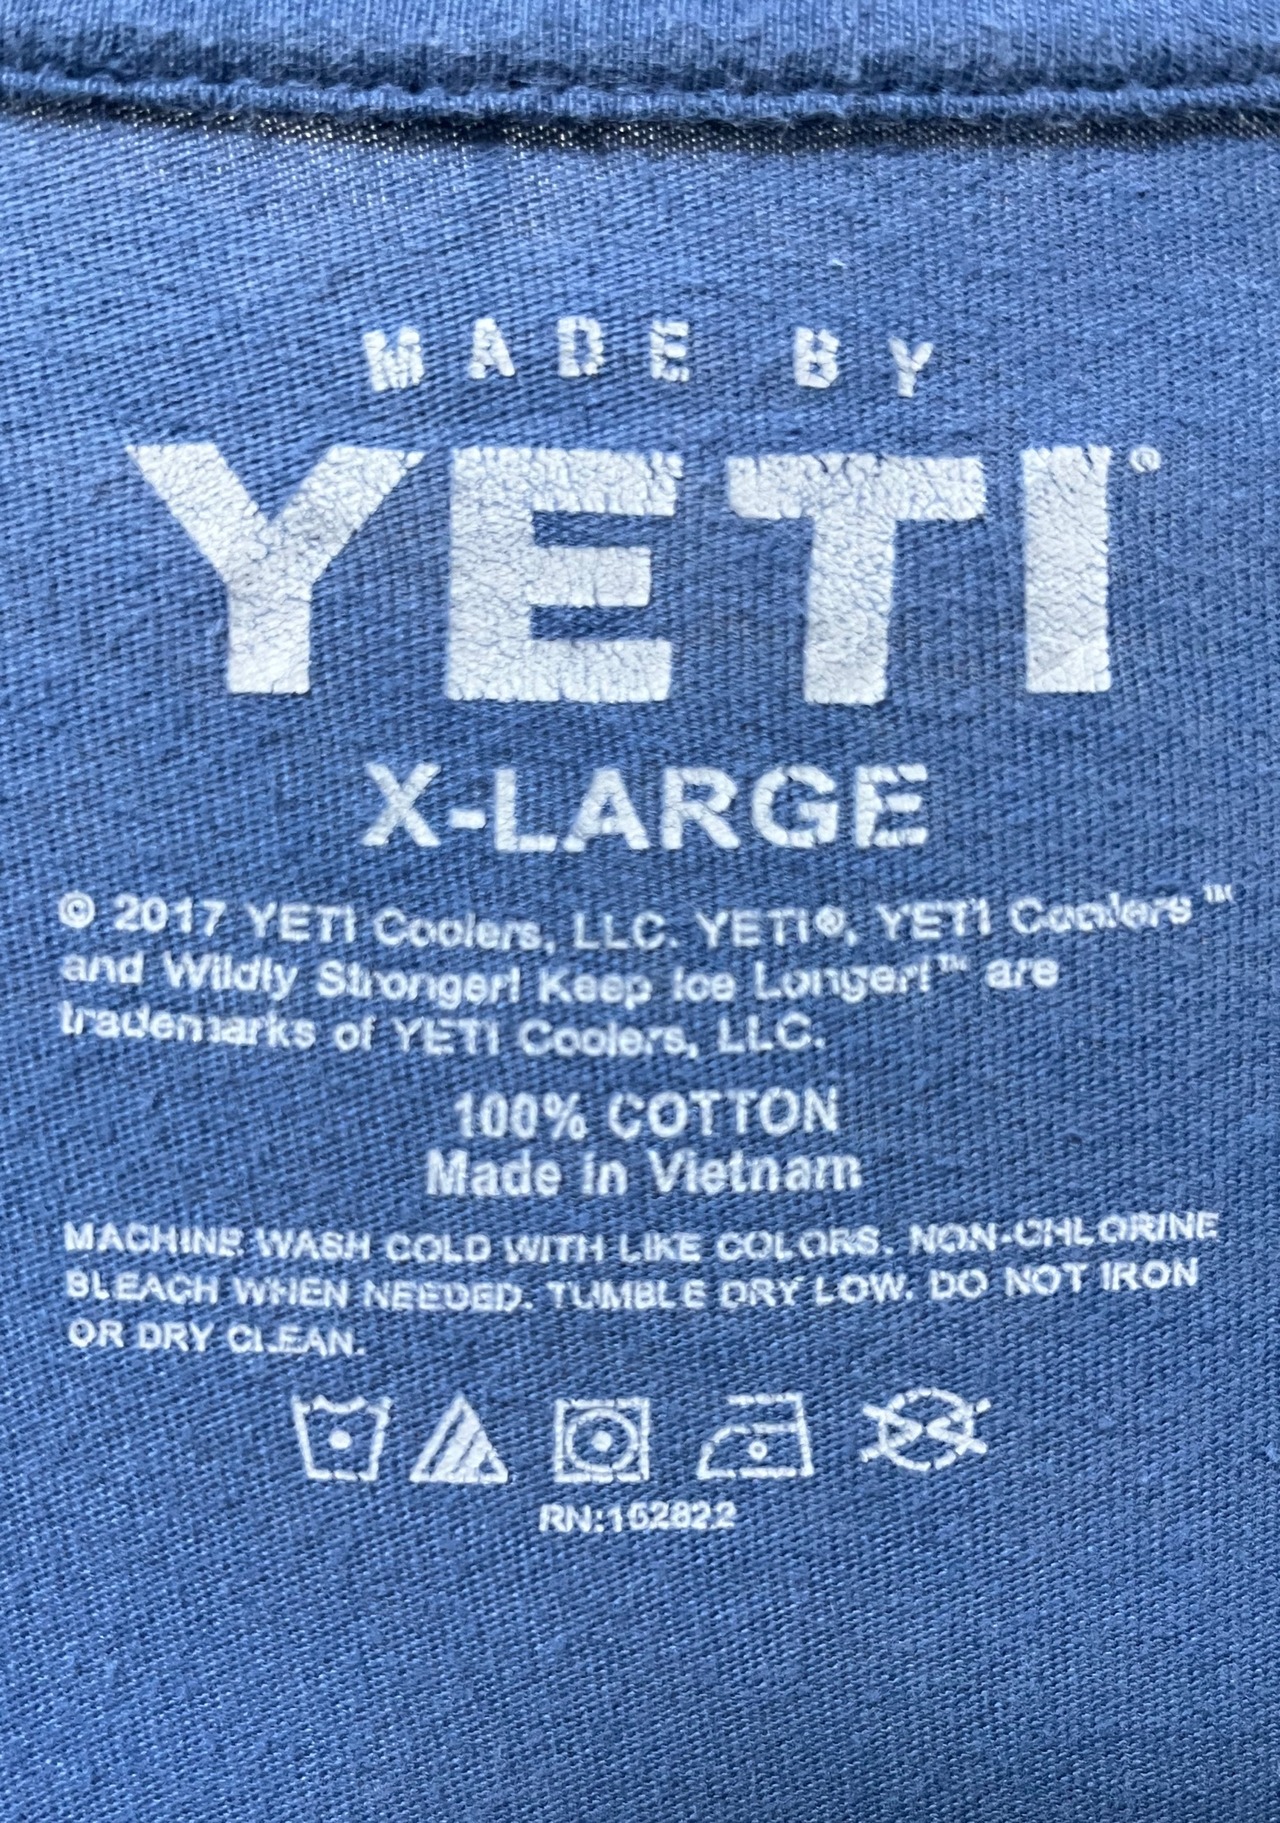 MADE BY
YETI®
X-LARGE
© 2017 YETI Coolers, LLC. YETI®, YETI Coolers™
and Wildly Stronger! Keep Ice Longer!™ are
trademarks of YETI Coolers, LLC.
100% COTTON
Made in Vietnam
MACHINE WASH COLD WITH LIKE COLORS. NON-CHLORINE
BLEACH WHEN NEEDED. TUMBLE DRY LOW. DO NOT IRON
OR DRY CLEAN.
RN:152822